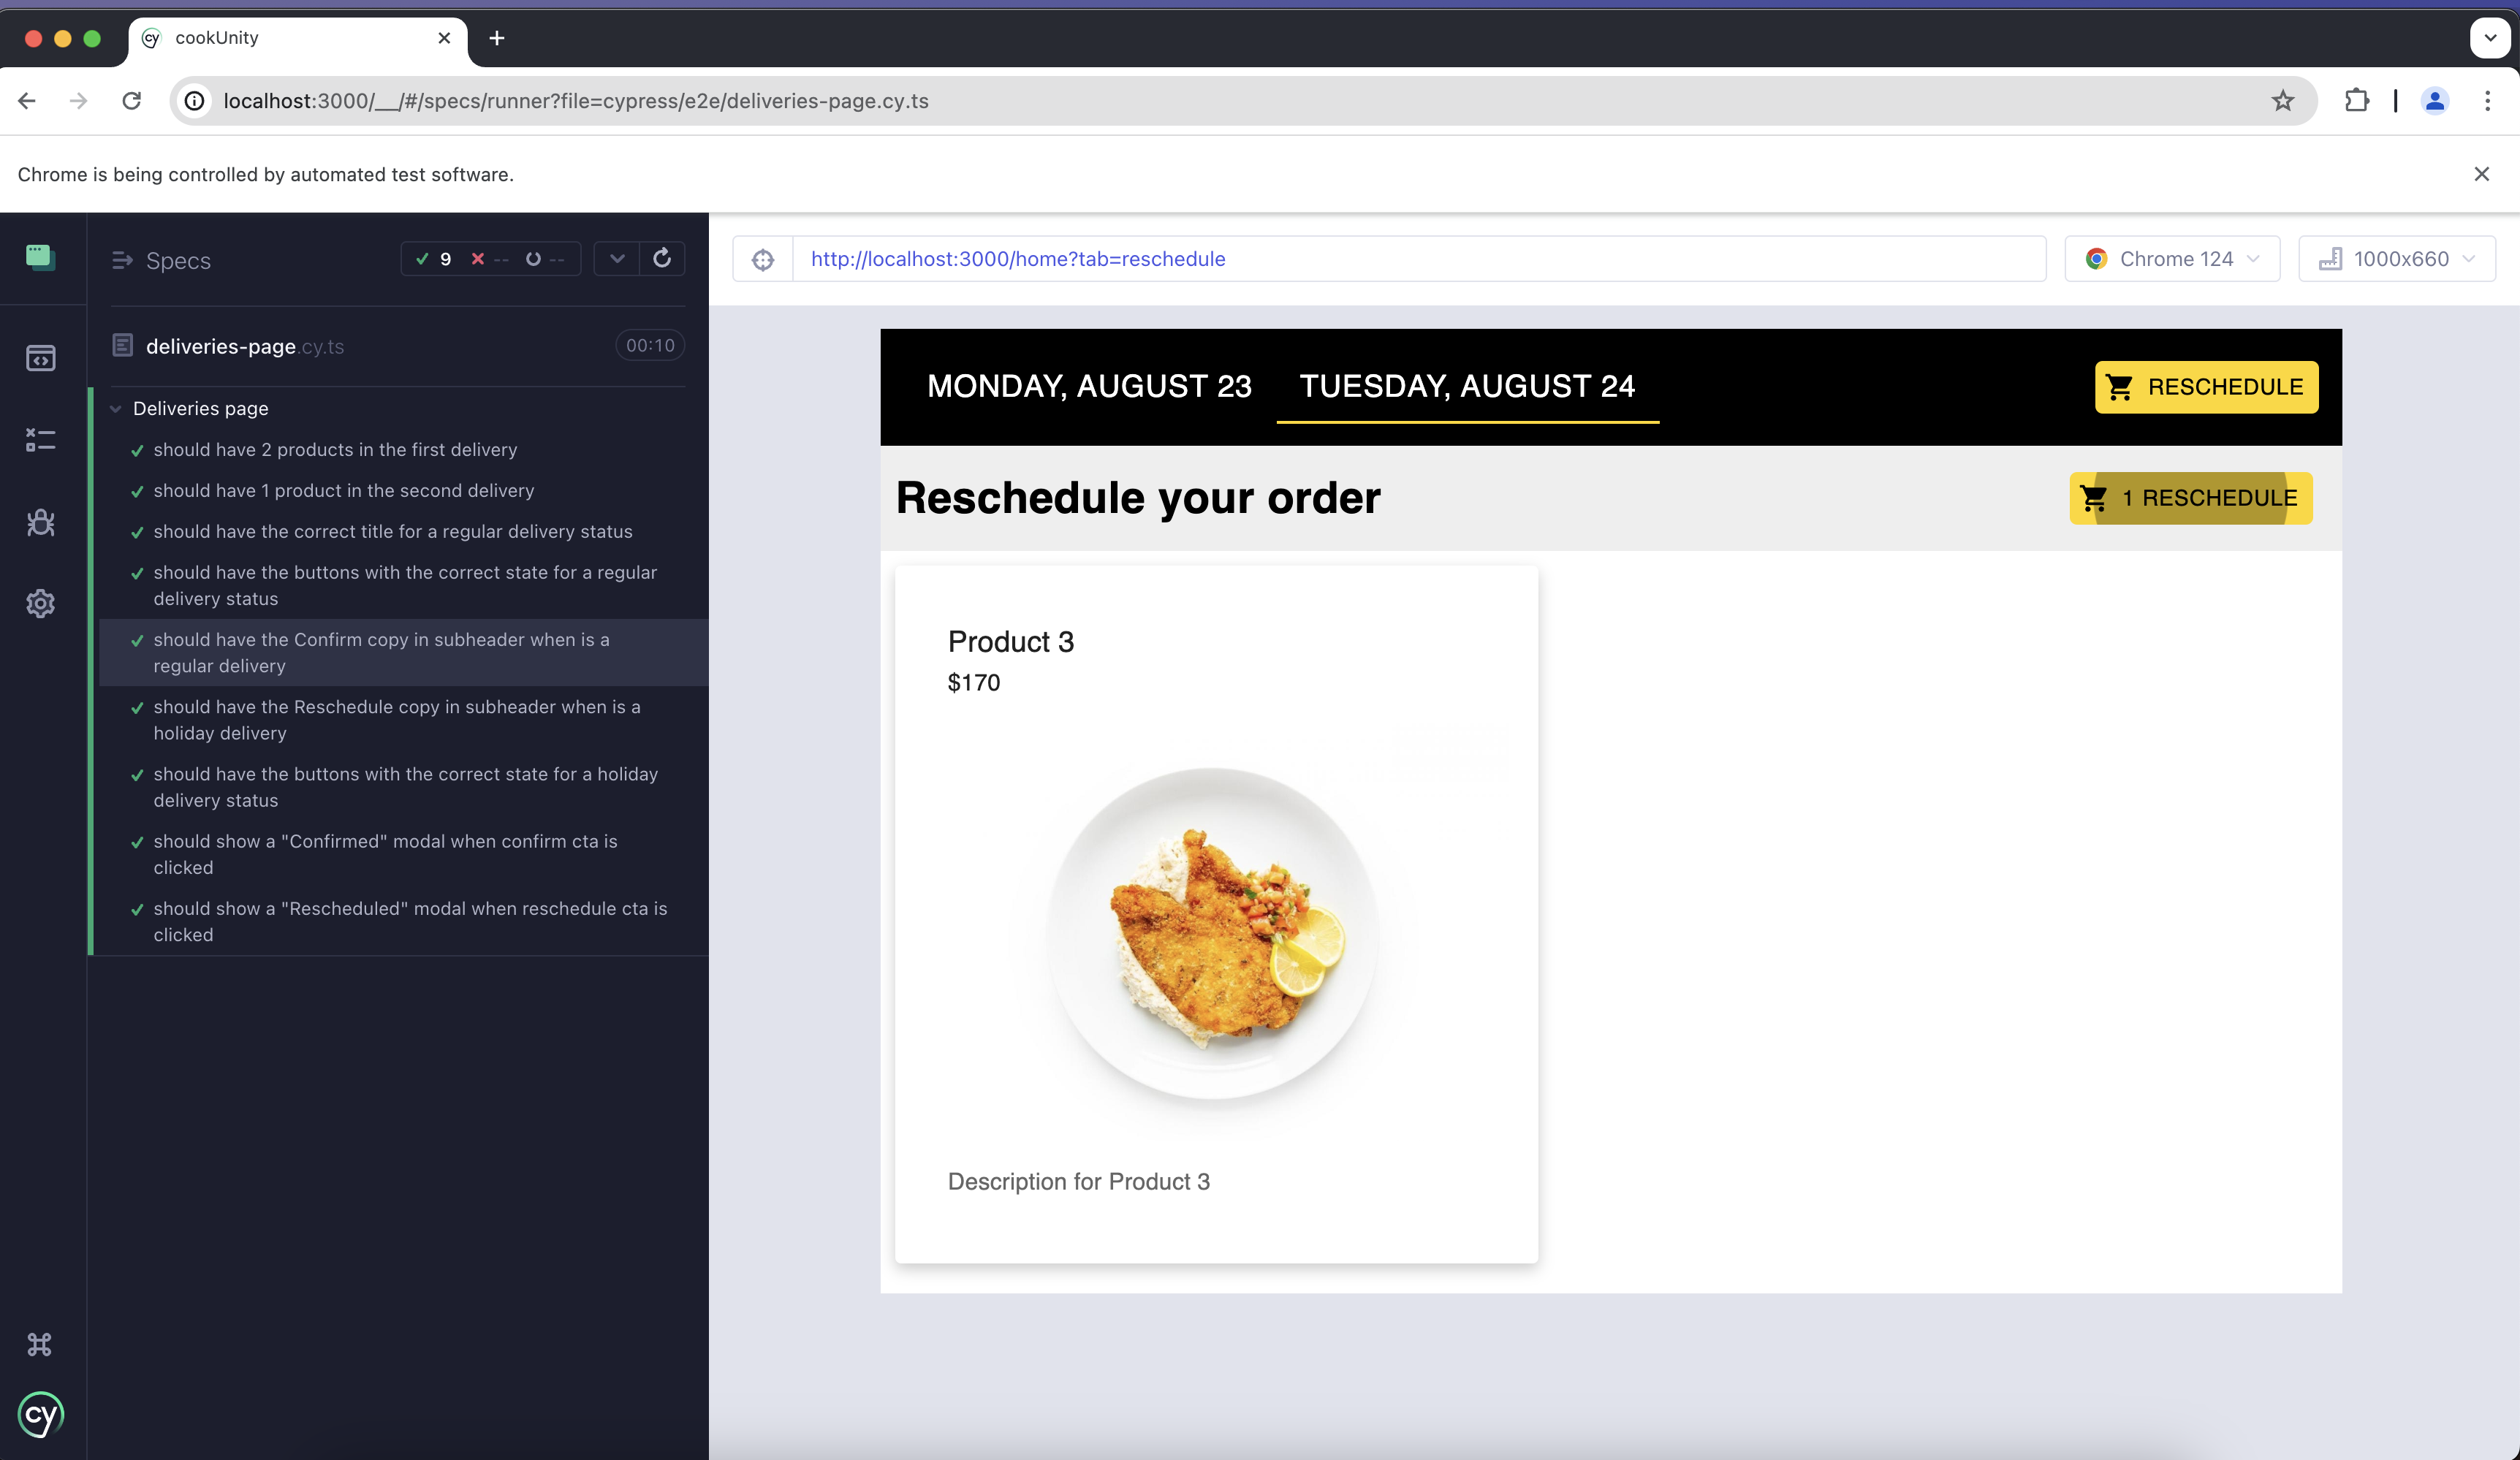 cookUnity
localhost:3000/__/#/specs/runner?file=cypress/e2e/deliveries-page.cy.ts
Chrome is being controlled by automated test software.
Specs
9 -- --
deliveries-page.cy.ts
00:10
Deliveries page
should have 2 products in the first delivery
should have 1 product in the second delivery
should have the correct title for a regular delivery status
should have the buttons with the correct state for a regular
delivery status
should have the Confirm copy in subheader when is a
regular delivery
should have the Reschedule copy in subheader when is a
holiday delivery
should have the buttons with the correct state for a holiday
delivery status
should show a "Confirmed" modal when confirm cta is
clicked
should show a "Rescheduled" modal when reschedule cta is
clicked
cy
http://localhost:3000/home?tab=reschedule
Chrome 124
1000x660
MONDAY, AUGUST 23
TUESDAY, AUGUST 24
RESCHEDULE
Reschedule your order
1 RESCHEDULE
Product 3
$170
Description for Product 3